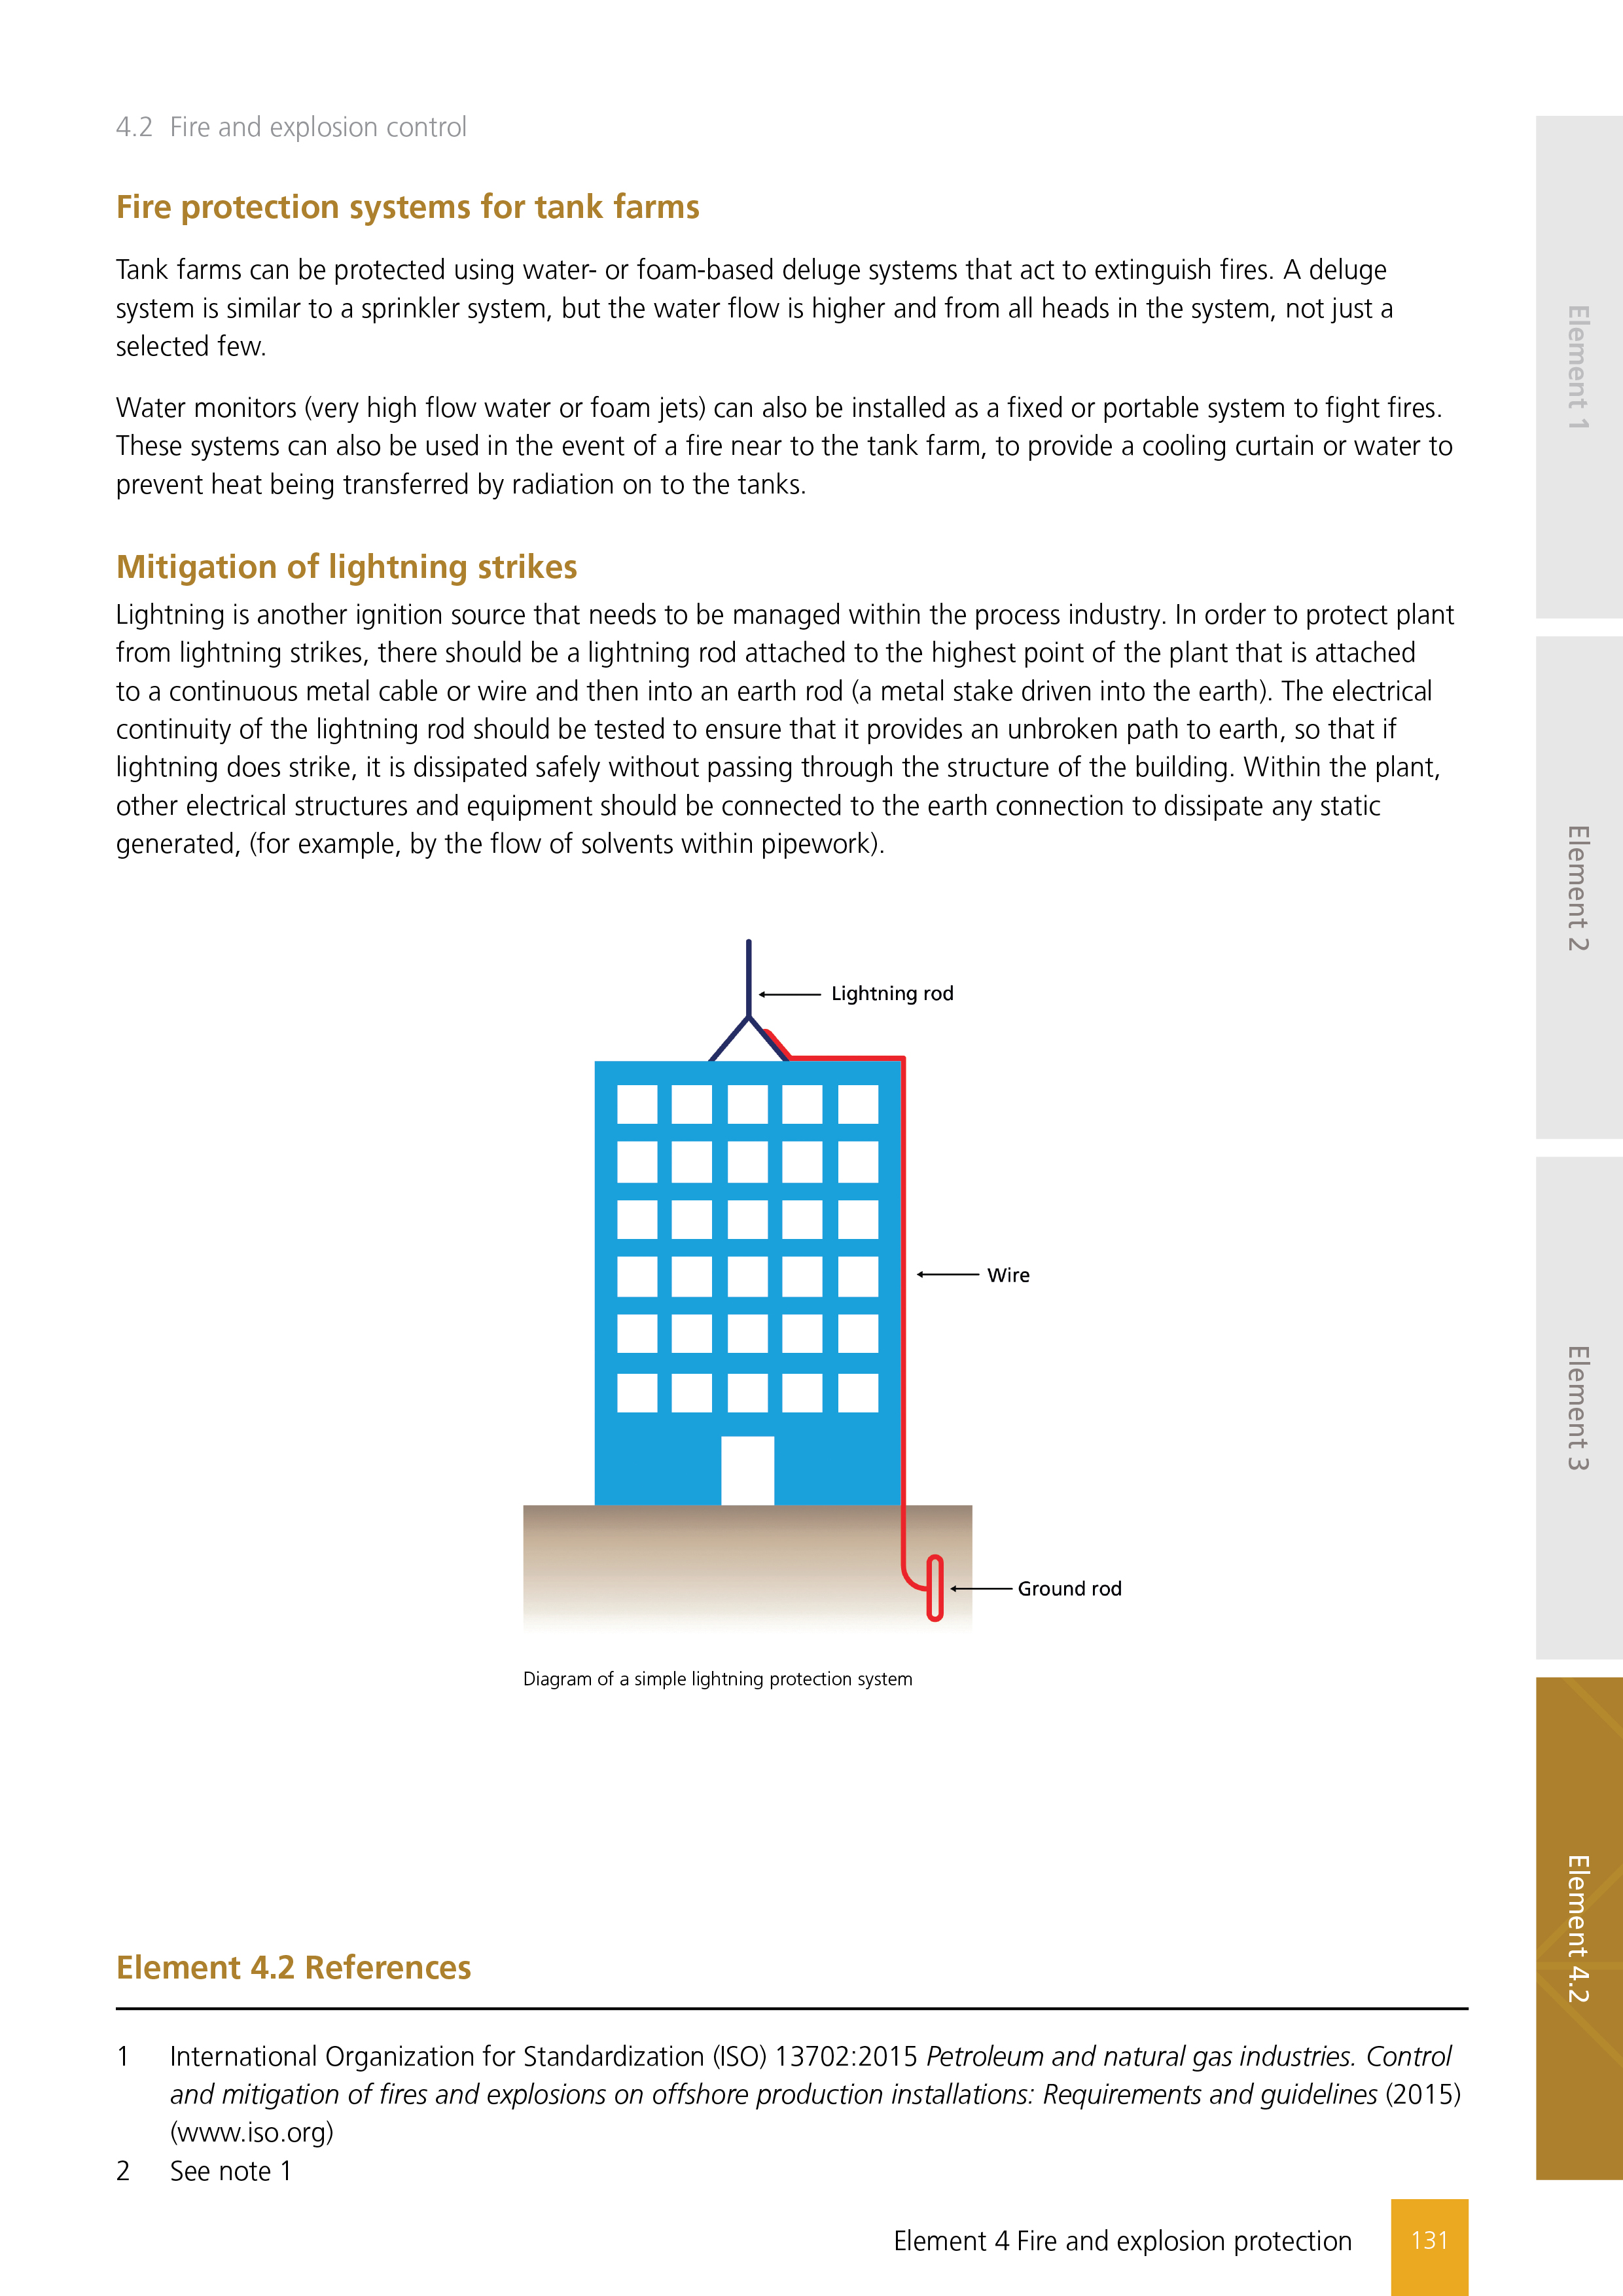 4.2 Fire and explosion control
Fire protection systems for tank farms
Tank farms can be protected using water- or foam-based deluge systems that act to extinguish fires. A deluge
system is similar to a sprinkler system, but the water flow is higher and from all heads in the system, not just a
selected few.
Water monitors (very high flow water or foam jets) can also be installed as a fixed or portable system to fight fires.
These systems can also be used in the event of a fire near to the tank farm, to provide a cooling curtain or water to
prevent heat being transferred by radiation on to the tanks.
Mitigation of lightning strikes
Lightning is another ignition source that needs to be managed within the process industry. In order to protect plant
from lightning strikes, there should be a lightning rod attached to the highest point of the plant that is attached
to a continuous metal cable or wire and then into an earth rod (a metal stake driven into the earth). The electrical
continuity of the lightning rod should be tested to ensure that it provides an unbroken path to earth, so that if
lightning does strike, it is dissipated safely without passing through the structure of the building. Within the plant,
other electrical structures and equipment should be connected to the earth connection to dissipate any static
generated, (for example, by the flow of solvents within pipework).
Lightning rod
Wire
Ground rod
Diagram of a simple lightning protection system
Element 4.2 References
1 International Organization for Standardization (ISO) 13702:2015 Petroleum and natural gas industries. Control
and mitigation of fires and explosions on offshore production installations: Requirements and guidelines (2015)
(www.iso.org)
2 See note 1
Element 4 Fire and explosion protection 131
Element 1
Element 2
Element 3
Element 4.2